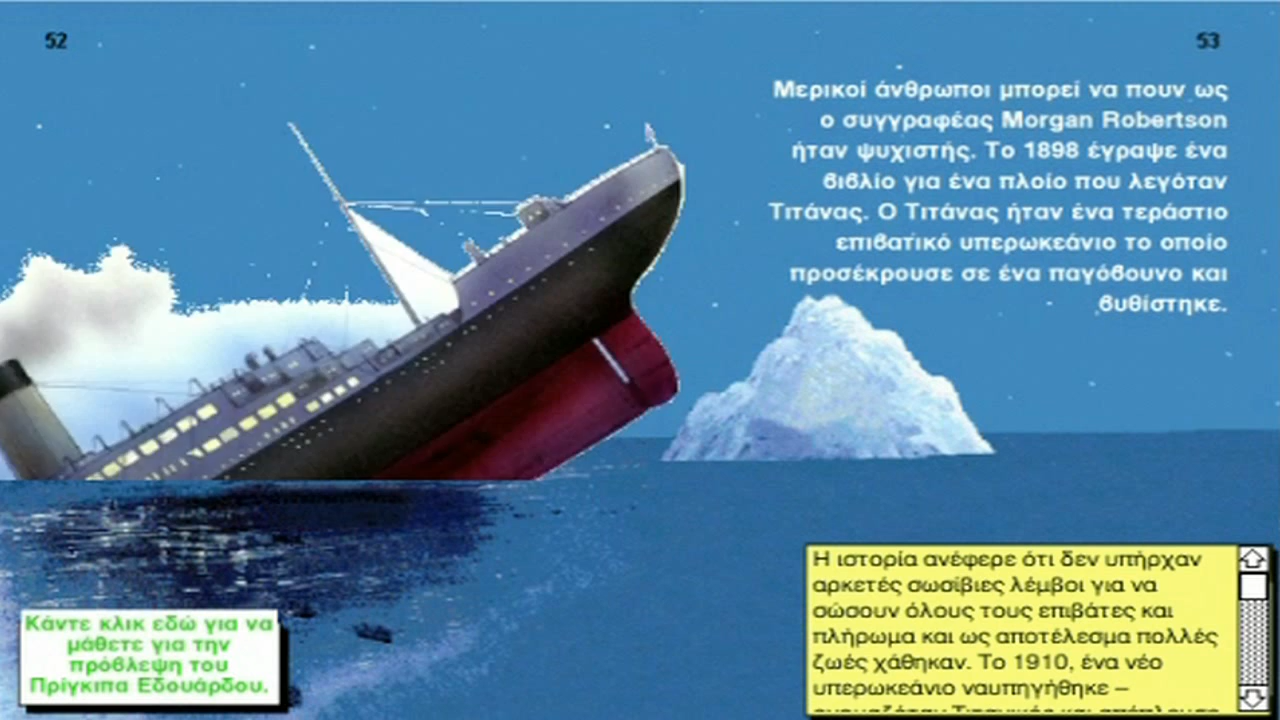 52
53
Μερικοί άνθρωποι μπορεί να πουν ως
ο συγγραφέας Morgan Robertson
ήταν ψυχιστής. Το 1898 έγραψε ένα
βιβλίο για ένα πλοίο που λεγόταν
Τιτάνας. Ο Τιτάνας ήταν ένα τεράστιο
επιβατικό υπερωκεάνιο το οποίο
προσέκρουσε σε ένα παγόβουνο και
βυθίστηκε.
Η ιστορία ανέφερε ότι δεν υπήρχαν
αρκετές σωσίβιες λέμβοι για να
σώσουν όλους τους επιβάτες και
πλήρωμα και ως αποτέλεσμα πολλές
ζωές χάθηκαν. Το 1910, ένα νέο
υπερωκεάνιο ναυπηγήθηκε –
Κάντε κλικ εδώ για να
μάθετε για την
πρόβλεψη του
Πρίγκιπα Εδουάρδου.